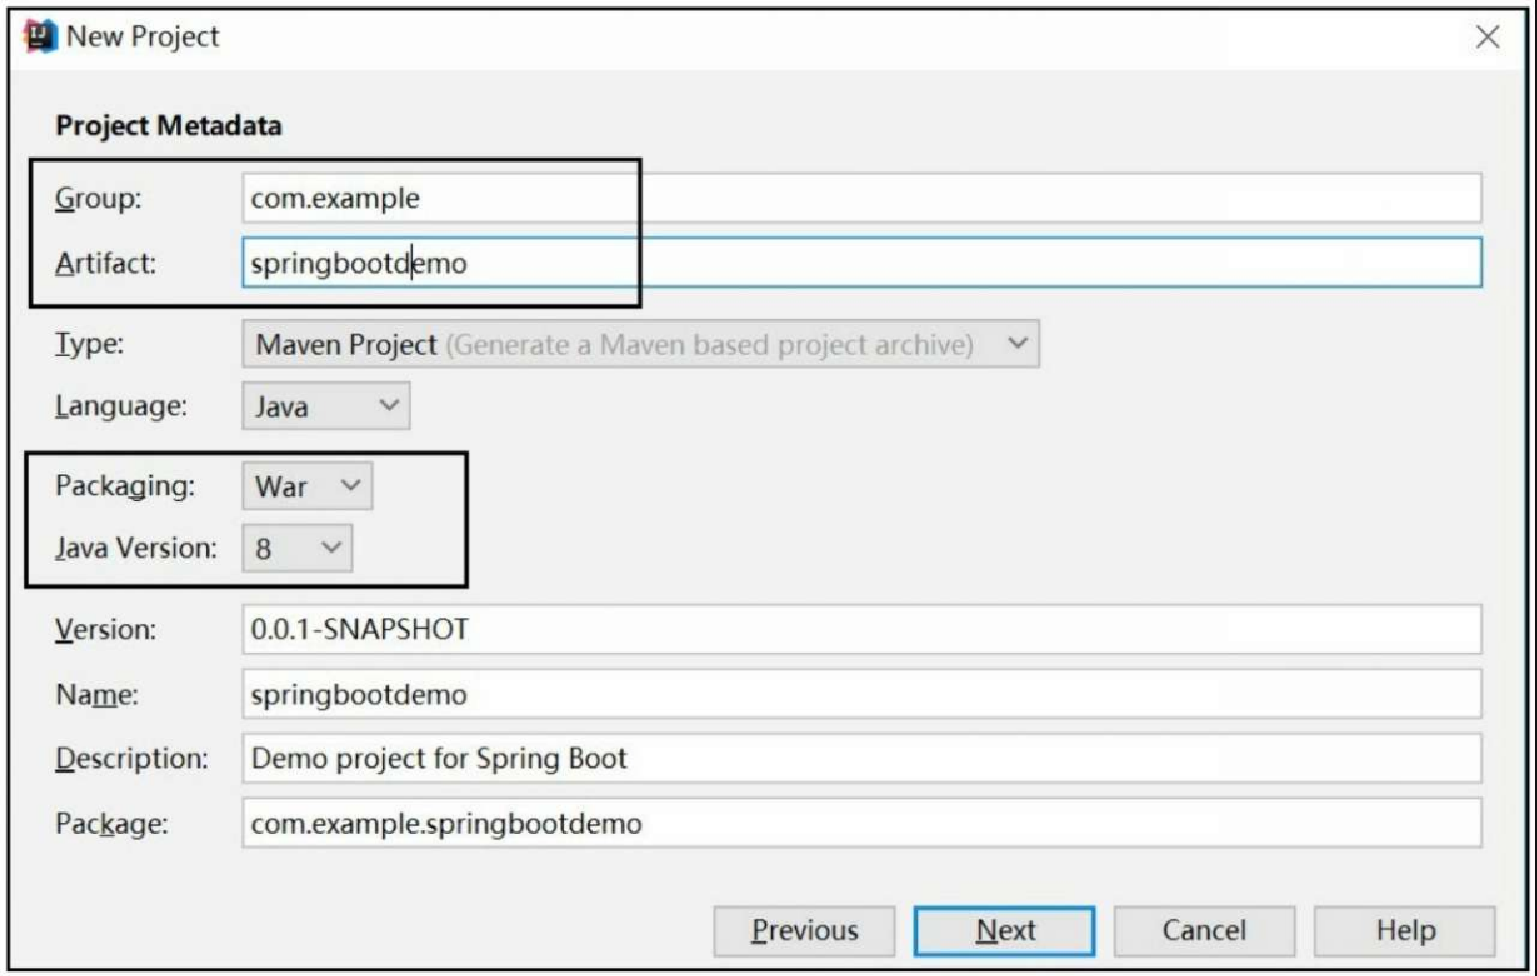 New Project
Project Metadata
Group: com.example
Artifact: springbootdemo
Type: Maven Project (Generate a Maven based project archive)
Language: Java
Packaging: War
Java Version: 8
Version: 0.0.1-SNAPSHOT
Name: springbootdemo
Description: Demo project for Spring Boot
Package: com.example.springbootdemo
Previous Next Cancel Help